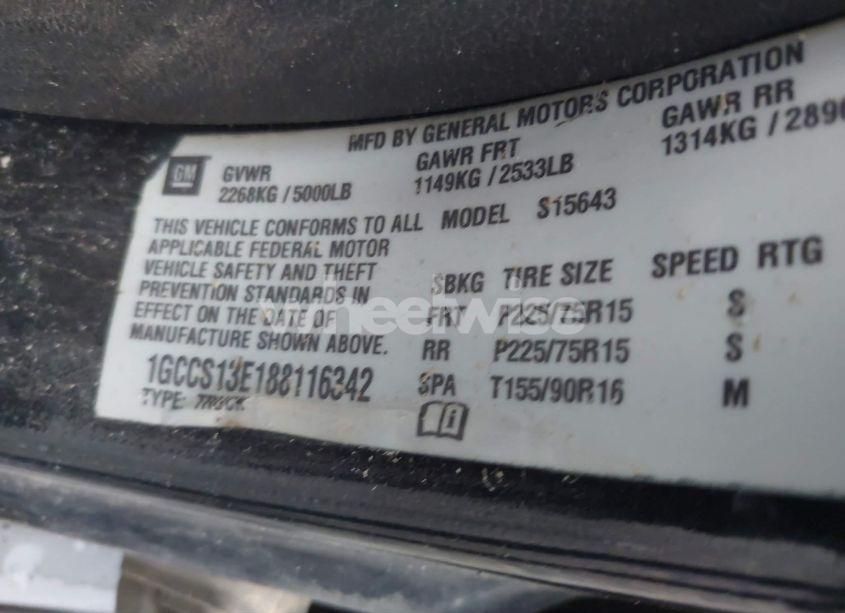 MFD BY GENERAL MOTORS CORPORATION
GM
GVWR GAWR FRT GAWR RR
2268KG / 5000LB 1149KG / 2533LB 1314KG / 2896
THIS VEHICLE CONFORMS TO ALL MODEL S15643
APPLICABLE FEDERAL MOTOR
VEHICLE SAFETY AND THEFT
PREVENTION STANDARDS IN
EFFECT ON THE DATE OF
MANUFACTURE SHOWN ABOVE.
SBKG TIRE SIZE SPEED RTG
FRT P225/75R15 S
RR P225/75R15 S
SPA T155/90R16 M
1GCCS13E188116342
TYPE: TRUCK
wheelwise